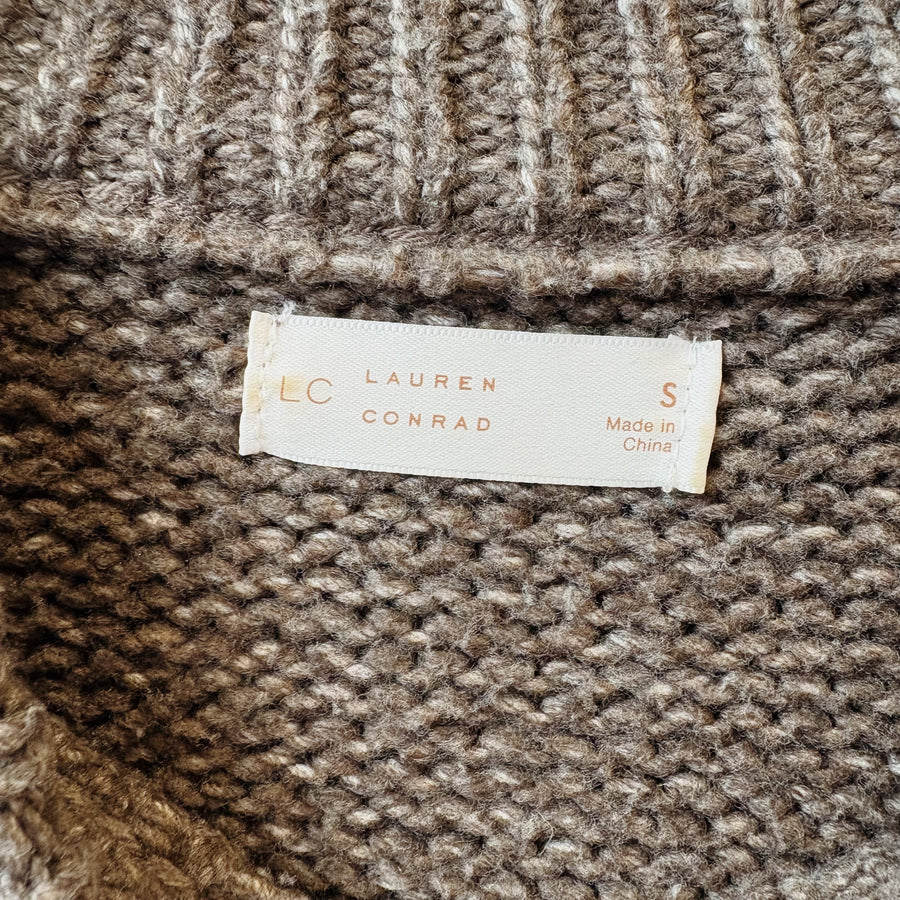 LC LAUREN
CONRAD
S
Made in
China